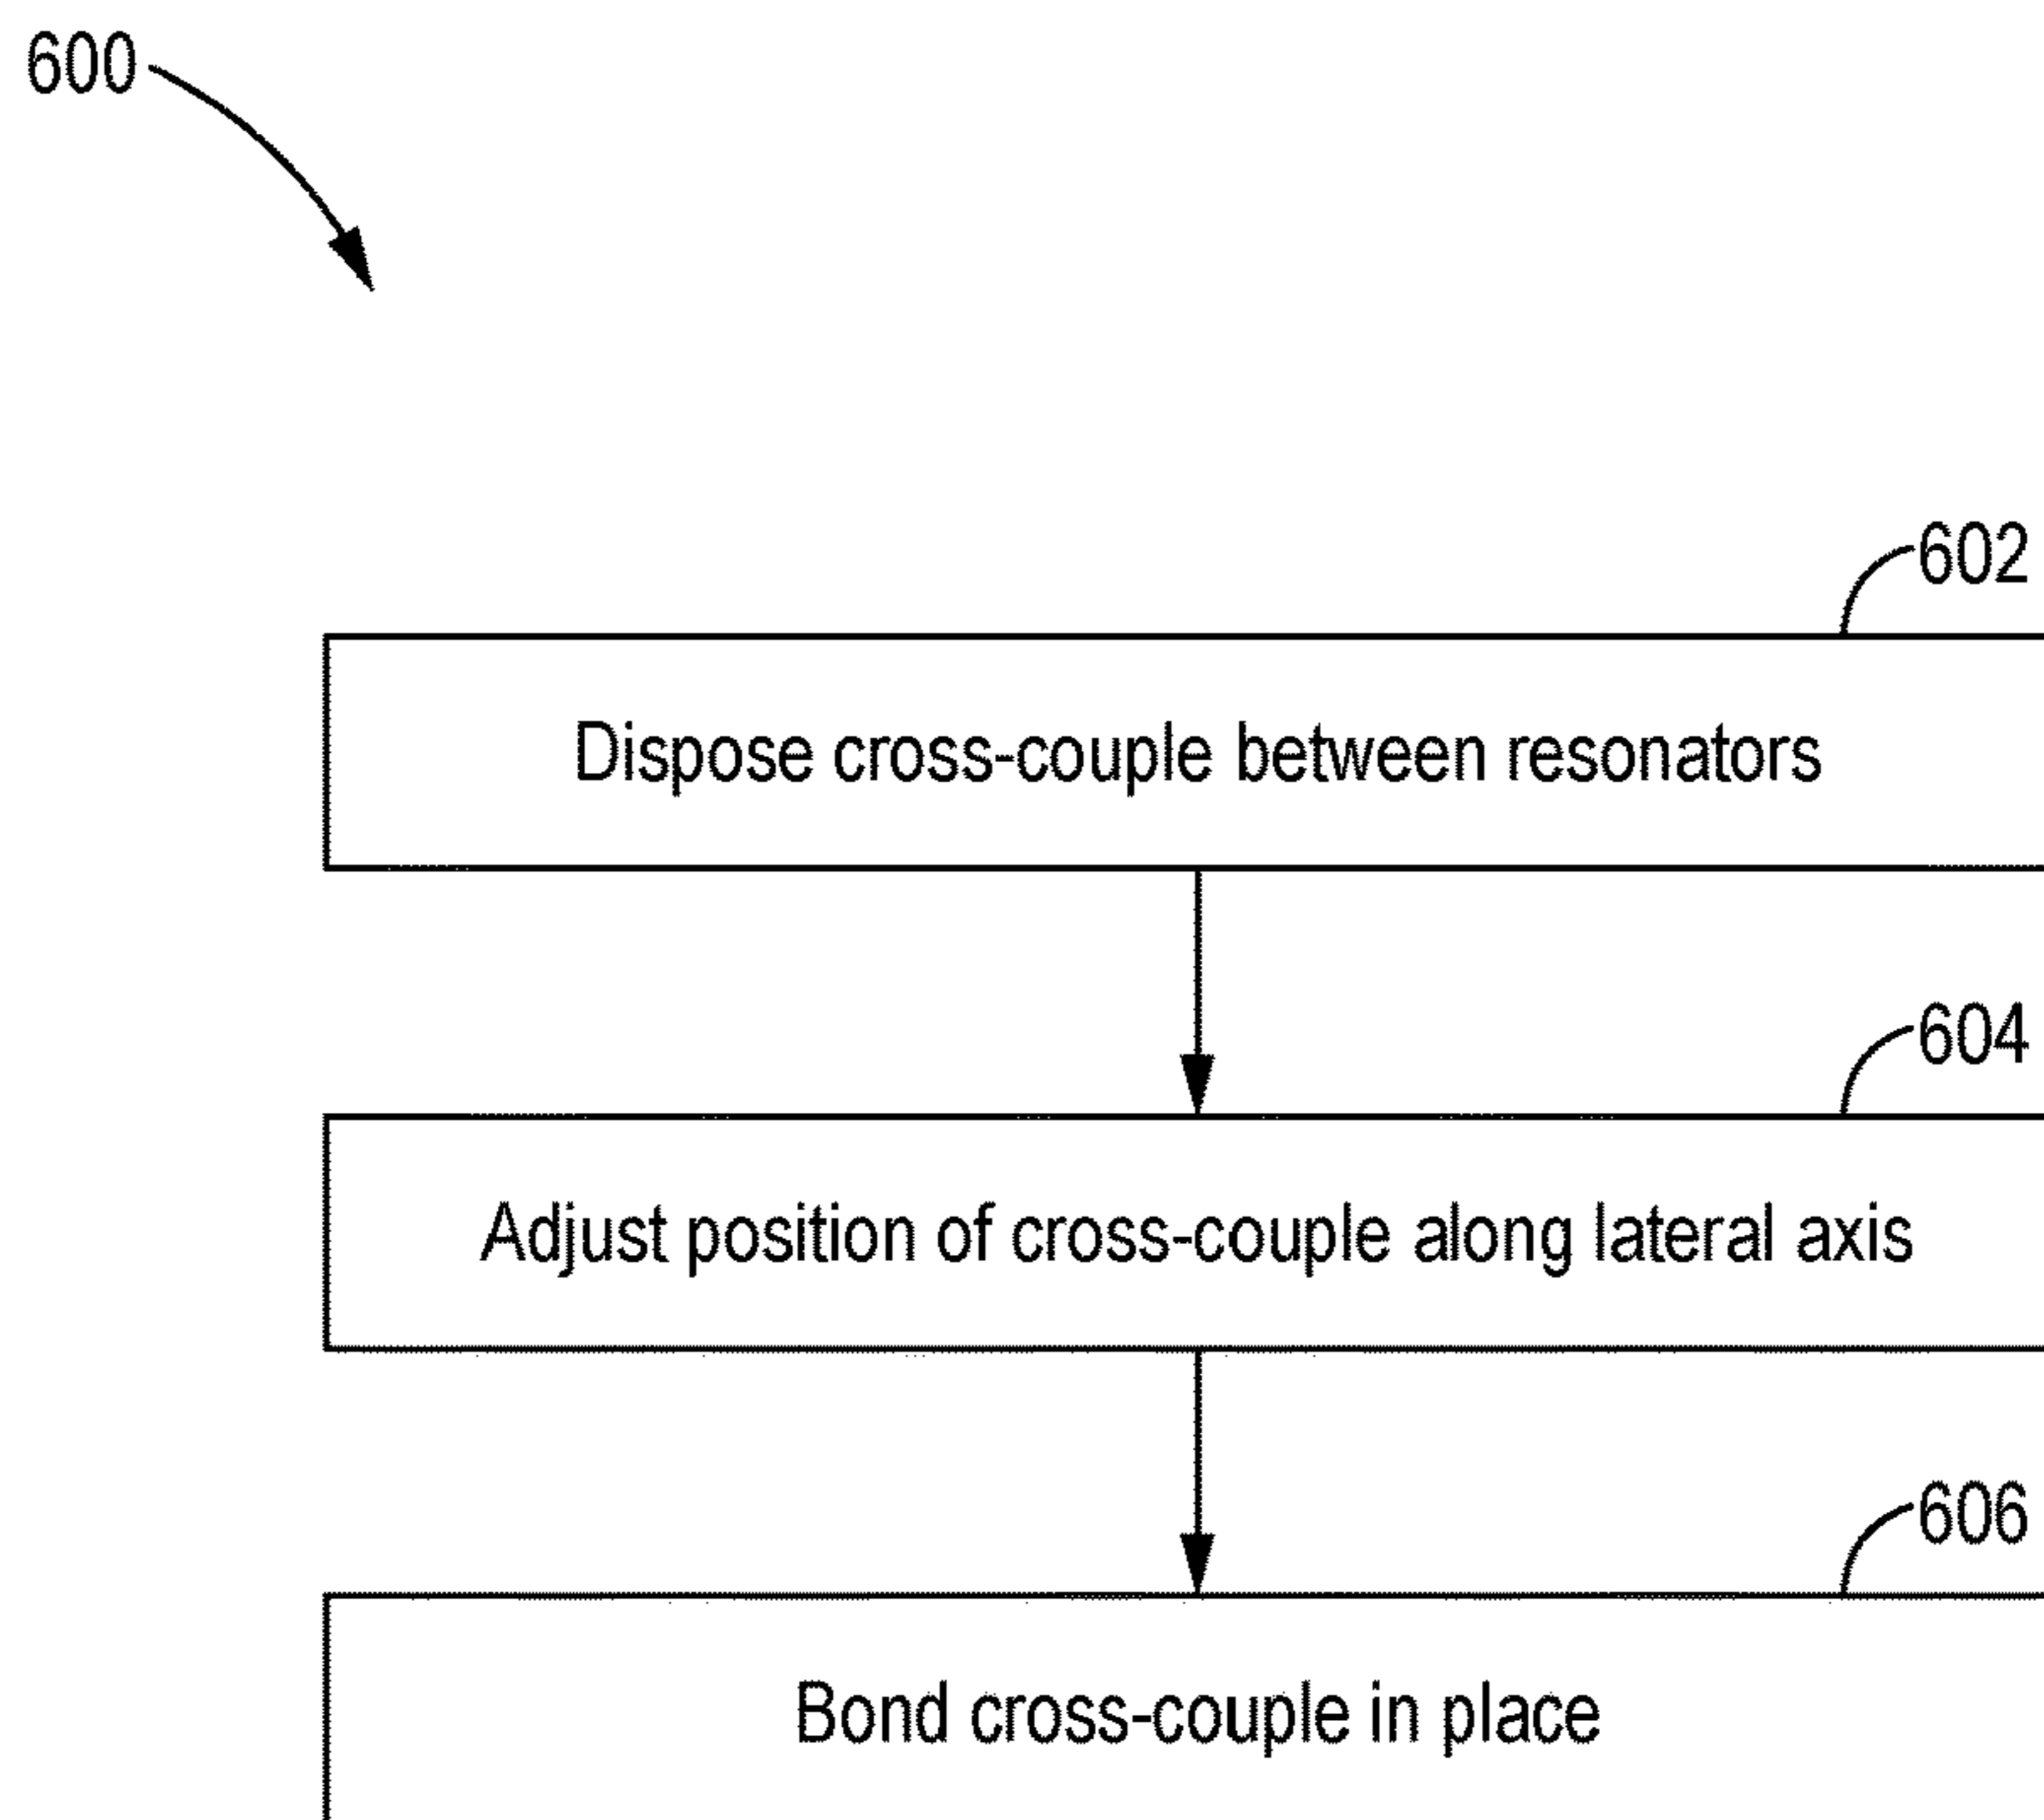 600
602
Dispose cross-couple between resonators
604
Adjust position of cross-couple along lateral axis
606
Bond cross-couple in place